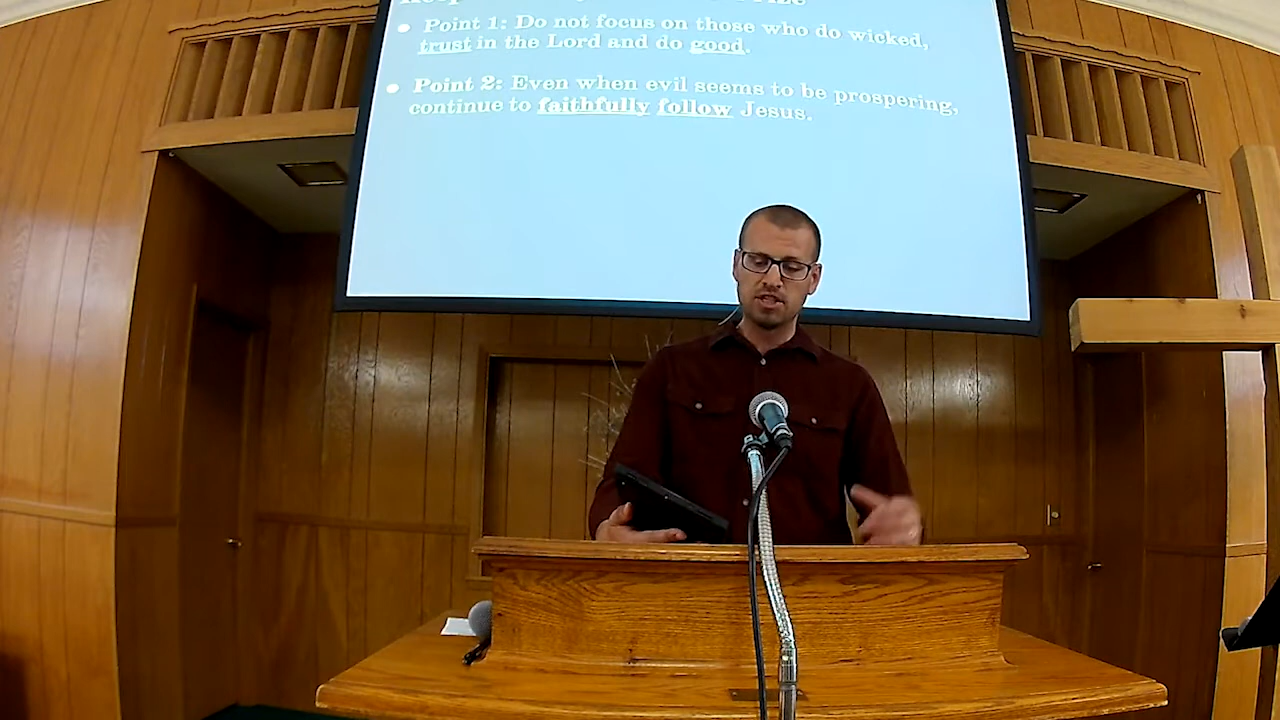 Point 1: Do not focus on those who do wicked,
trust in the Lord and do good.
Point 2: Even when evil seems to be prospering,
continue to faithfully follow Jesus.